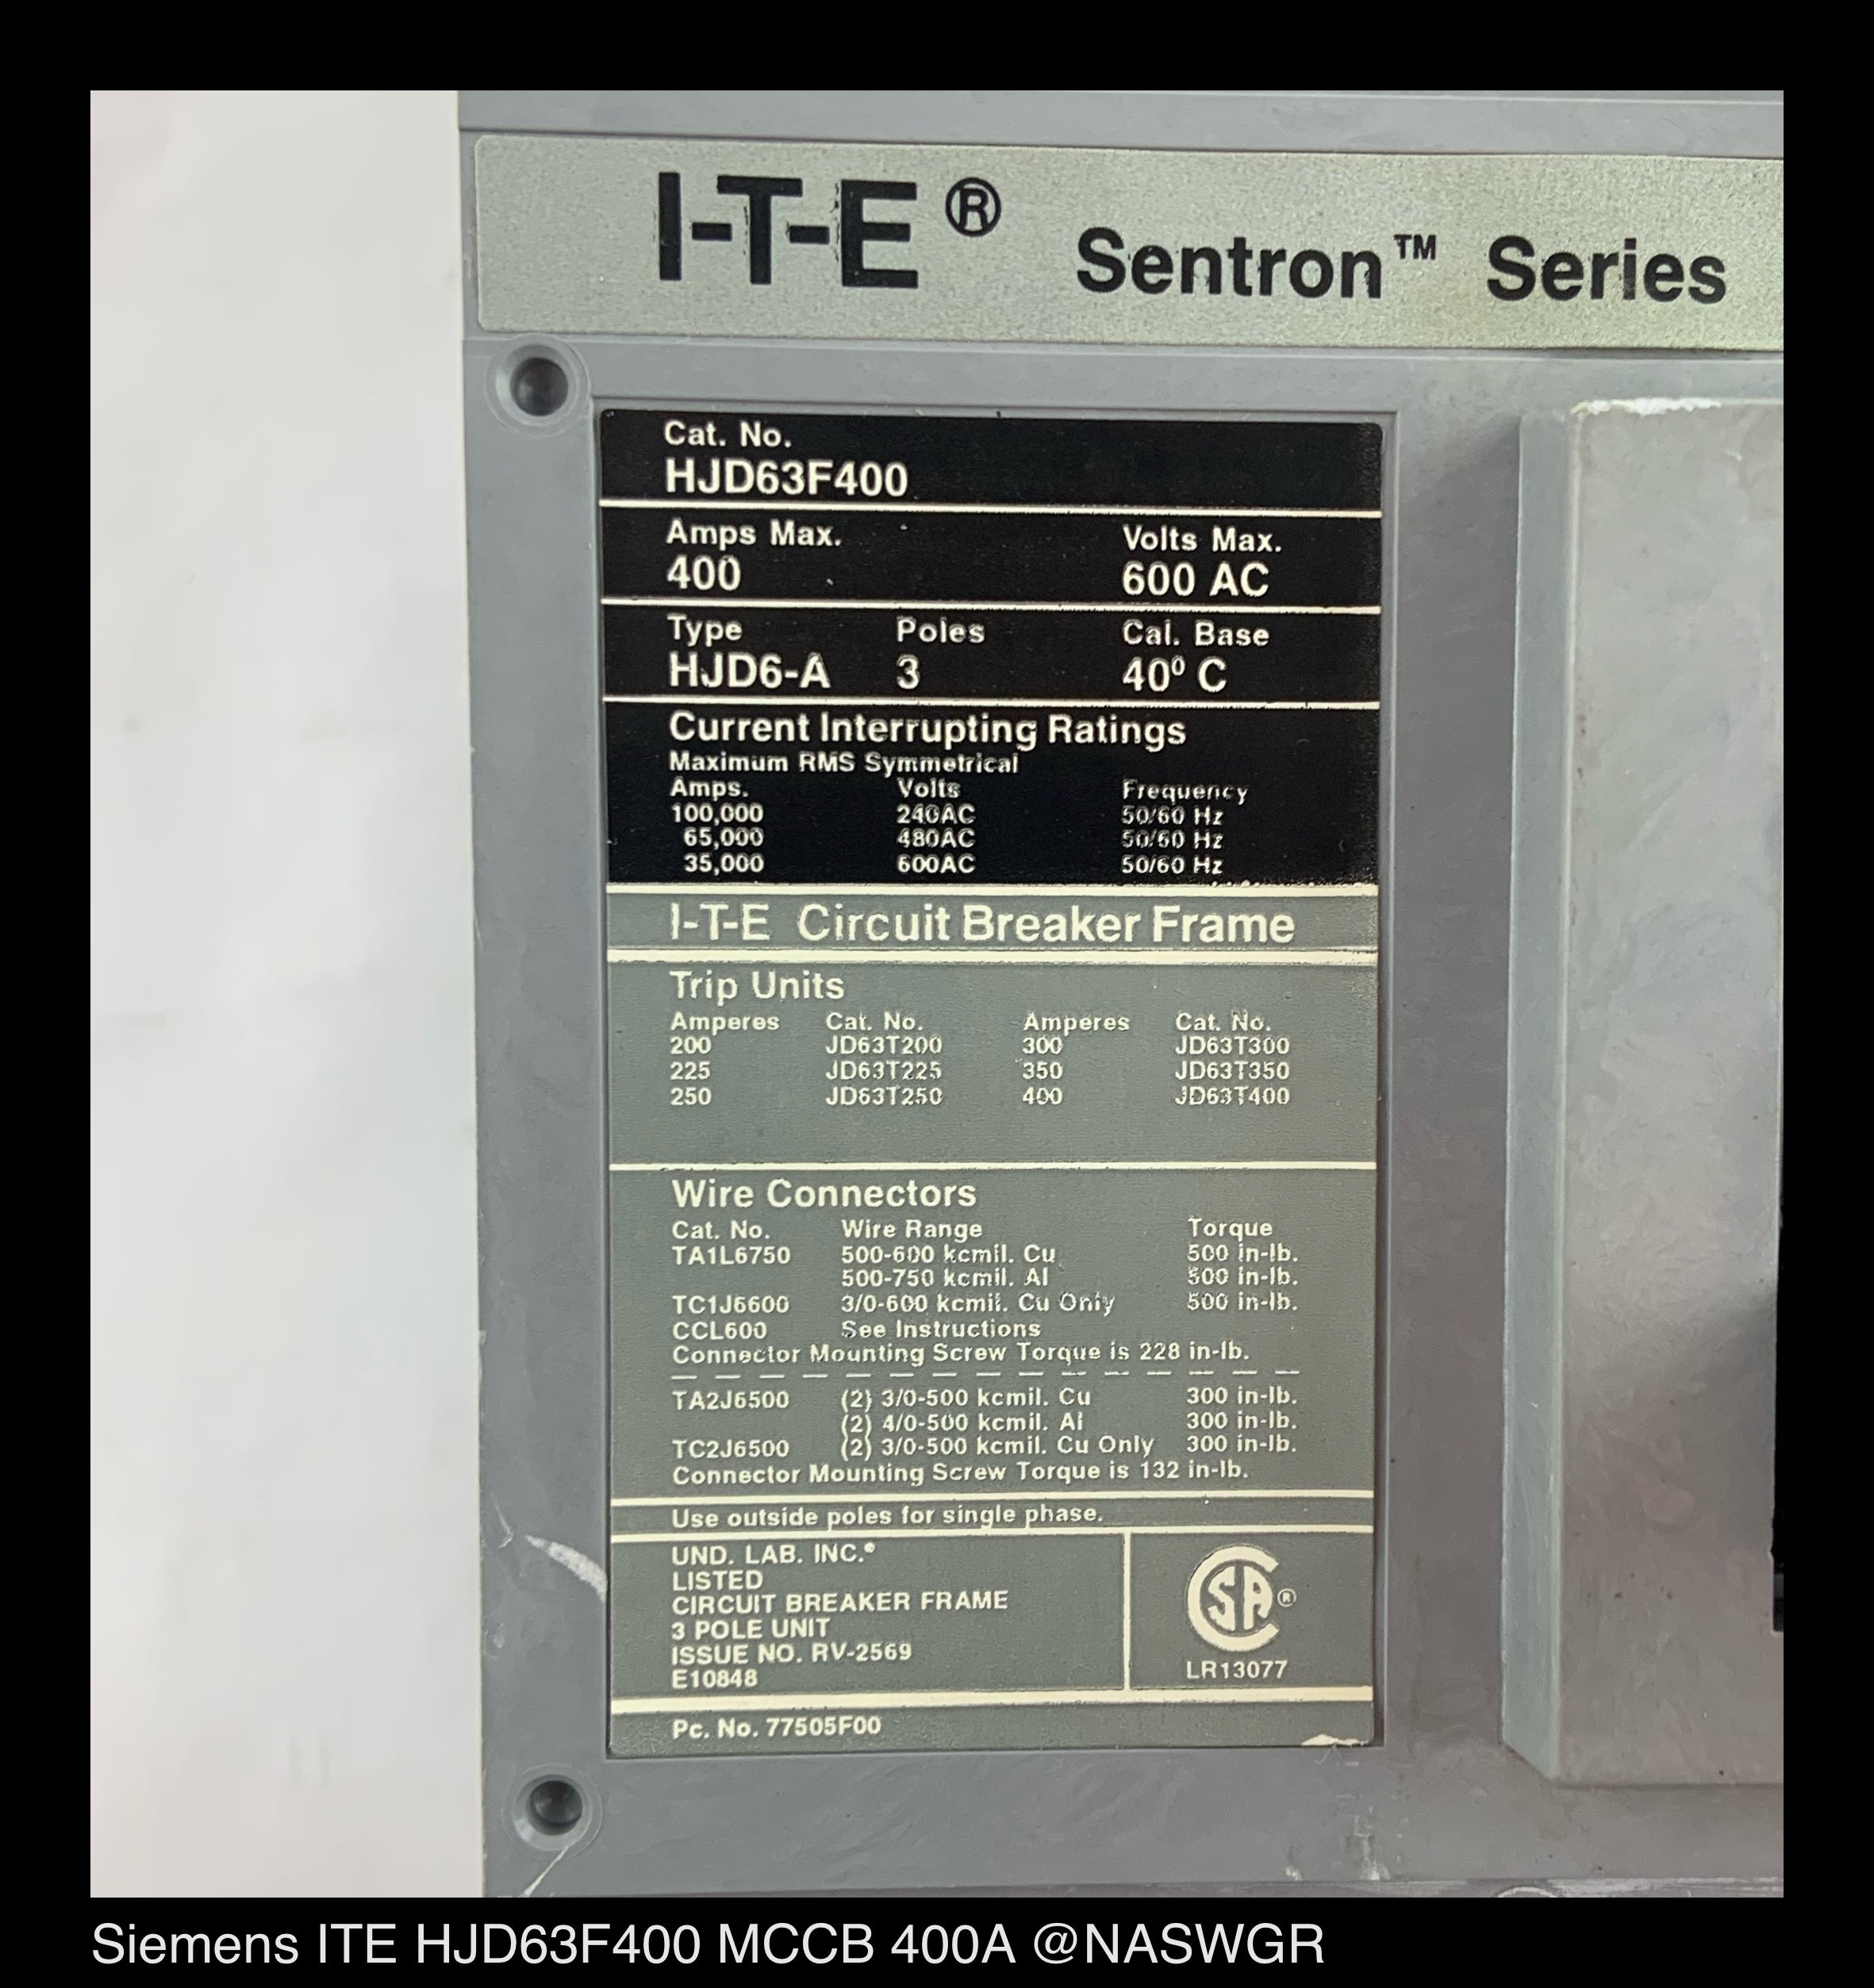 I-T-E® Sentron™ Series
Cat. No.
HJD63F400
Amps Max. Volts Max.
400 600 AC
Type Poles Cal. Base
HJD6-A 3 40º C
Current Interrupting Ratings
Maximum RMS Symmetrical
Amps. Volts Frequency
100,000 240AC 50/60 Hz
65,000 480AC 50/60 Hz
35,000 600AC 50/60 Hz
I-T-E Circuit Breaker Frame
Trip Units
Amperes Cat. No. Amperes Cat. No.
200 JD63T200 300 JD63T300
225 JD63T225 350 JD63T350
250 JD63T250 400 JD63T400
Wire Connectors
Cat. No. Wire Range Torque
TA1L6750 500-600 kcmil. Cu 500 in-lb.
500-750 kcmil. Al 500 in-lb.
TC1J6600 3/0-600 kcmil. Cu Only 500 in-lb.
CCL600 See Instructions
Connector Mounting Screw Torque is 228 in-lb.
TA2J6500 (2) 3/0-500 kcmil. Cu 300 in-lb.
(2) 4/0-500 kcmil. Al 300 in-lb.
TC2J6500 (2) 3/0-500 kcmil. Cu Only 300 in-lb.
Connector Mounting Screw Torque is 132 in-lb.
Use outside poles for single phase.
UND. LAB. INC.®
LISTED
CIRCUIT BREAKER FRAME
3 POLE UNIT
ISSUE NO. RV-2569
E10848
CSA®
LR13077
Pc. No. 77505F00
Siemens ITE HJD63F400 MCCB 400A @NASWGR